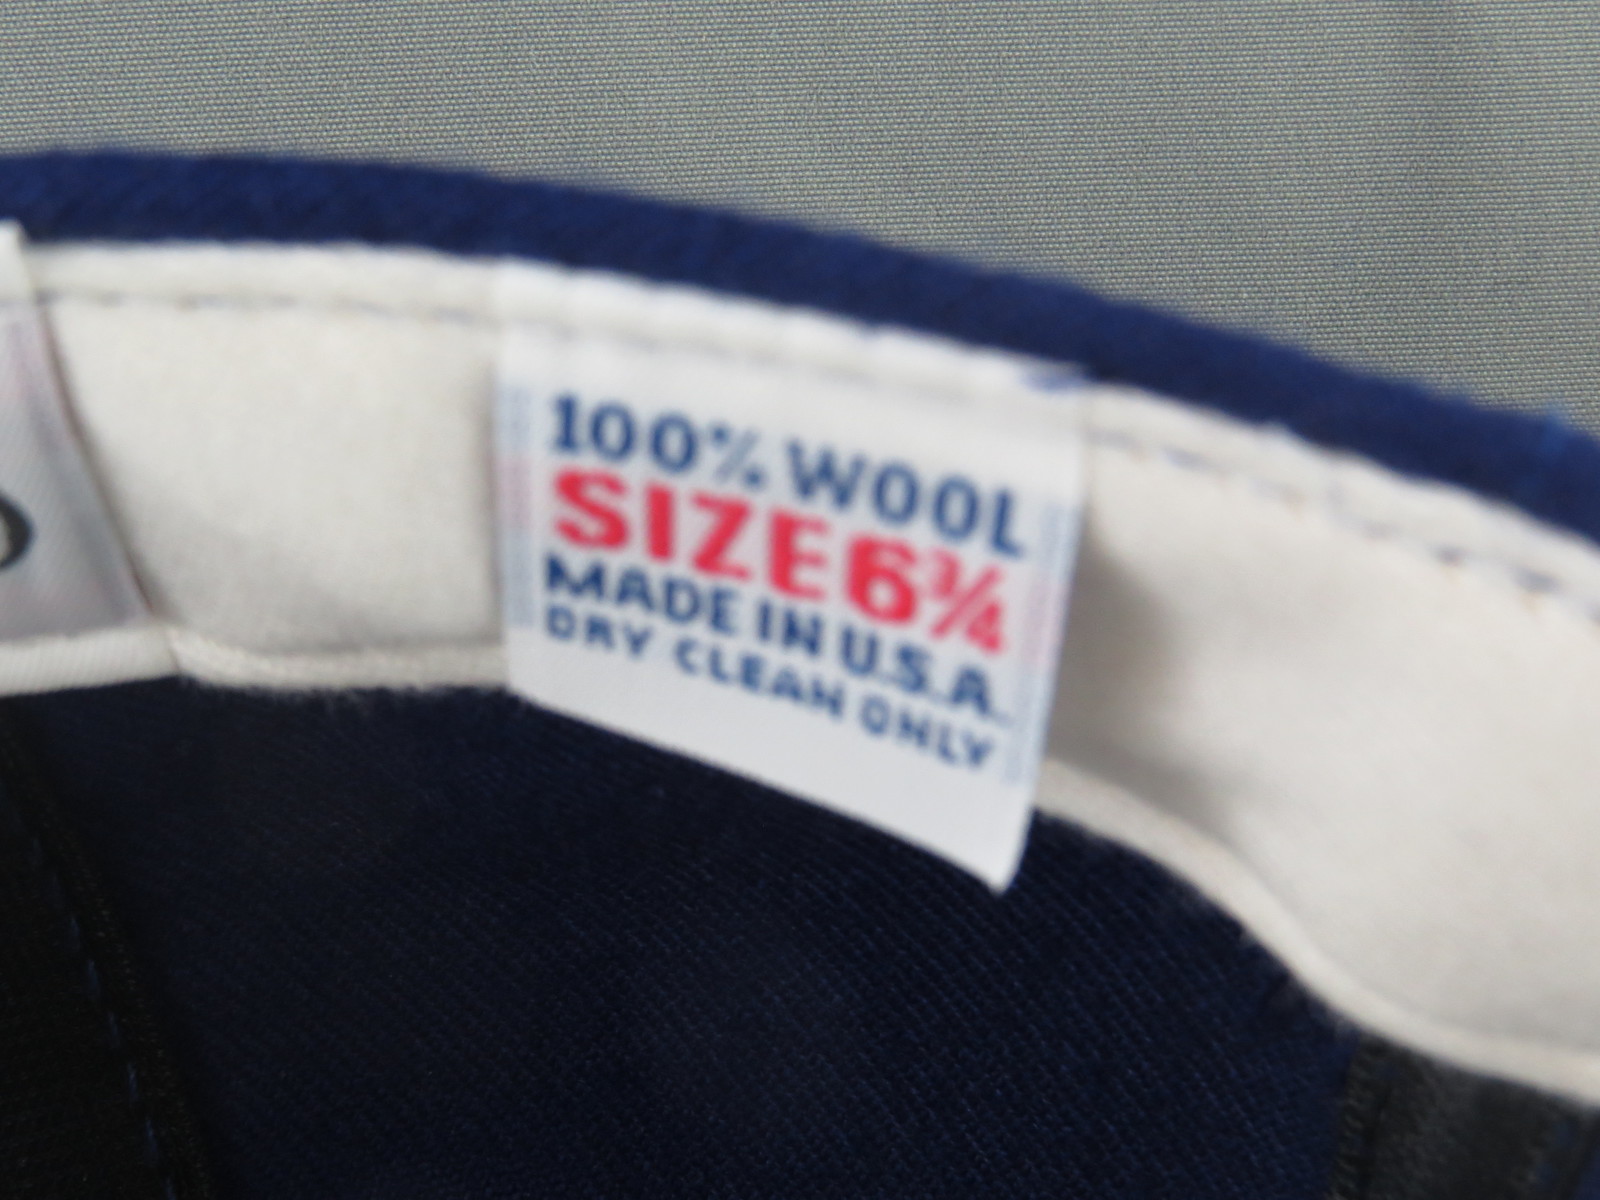 100% WOOL
SIZE 6¾
MADE IN U.S.A.
DRY CLEAN ONLY